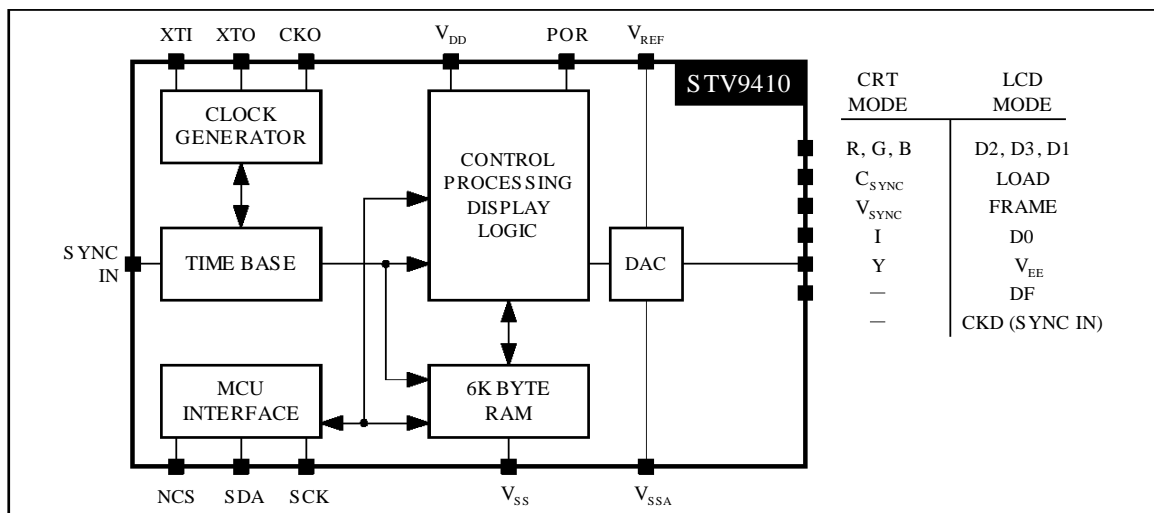 XTI XTO CKO V_DD POR V_REF
STV9410
CRT
MODE
LCD
MODE
CLOCK
GENERATOR
CONTROL
PROCESSING
DISPLAY
LOGIC
R, G, B D2, D3, D1
C_SYNC LOAD
V_SYNC FRAME
I D0
Y V_EE
— DF
— CKD (SYNC IN)
SYNC
IN
TIME BASE
DAC
MCU
INTERFACE
6K BYTE
RAM
NCS SDA SCK V_SS V_SSA